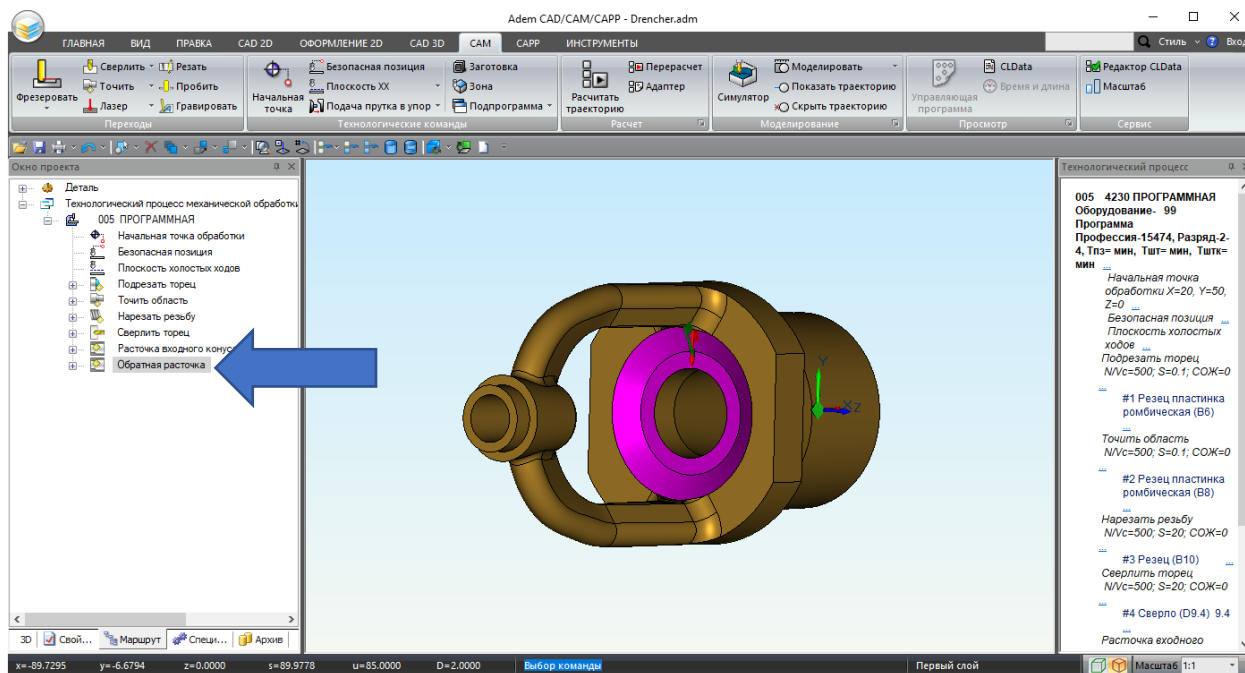 Adem CAD/CAM/CAPP - Drencher.adm
ГЛАВНАЯ ВИД ПРАВКА CAD 2D ОФОРМЛЕНИЕ 2D CAD 3D CAM CAPP ИНСТРУМЕНТЫ Стиль Вход
Фрезеровать
Сверлить Резать
Точить Пробить
Лазер Гравировать
Переходы
Начальная
точка
Безопасная позиция Заготовка
Плоскость XX Зона
Подача прутка в упор Подпрограмма
Технологические команды
Расчитать
траекторию
Перерасчет
Адаптер
Расчет
Симулятор
Моделировать
Показать траекторию
Скрыть траекторию
Моделирование
Управляющая
программа
CLData
Время и длина
Просмотр
Редактор CLData
Масштаб
Сервис
Окно проекта
Деталь
Технологический процесс механической обработки
005 ПРОГРАММНАЯ
Начальная точка обработки
Безопасная позиция
Плоскость холостых ходов
Подрезать торец
Точить область
Нарезать резьбу
Сверлить торец
Расточка входного конуса
Обратная расточка
3D Свой... Маршрут Специ... Архив
Y
X Z
Технологический процесс
005 4230 ПРОГРАММНАЯ
Оборудование- 99
Программа
Профессия-15474, Разряд-2-
4, Тпз= мин, Тшт= мин, Тштк=
мин ...
Начальная точка
обработки X=20, Y=50,
Z=0 ...
Безопасная позиция ...
Плоскость холостых
ходов ...
Подрезать торец
N/Vc=500; S=0.1; СОЖ=0
...
#1 Резец пластинка
ромбическая (B6)
...
Точить область
N/Vc=500; S=0.1; СОЖ=0
...
#2 Резец пластинка
ромбическая (B8)
...
Нарезать резьбу
N/Vc=500; S=20; СОЖ=0
...
#3 Резец (B10) ...
Сверлить торец
N/Vc=500; S=20; СОЖ=0
...
#4 Сверло (D9.4) 9.4
...
Расточка входного
x=-89.7295 y=-6.6794 z=0.0000 s=89.9778 u=85.0000 D=2.0000 Выбор команды Первый слой Масштаб 1:1